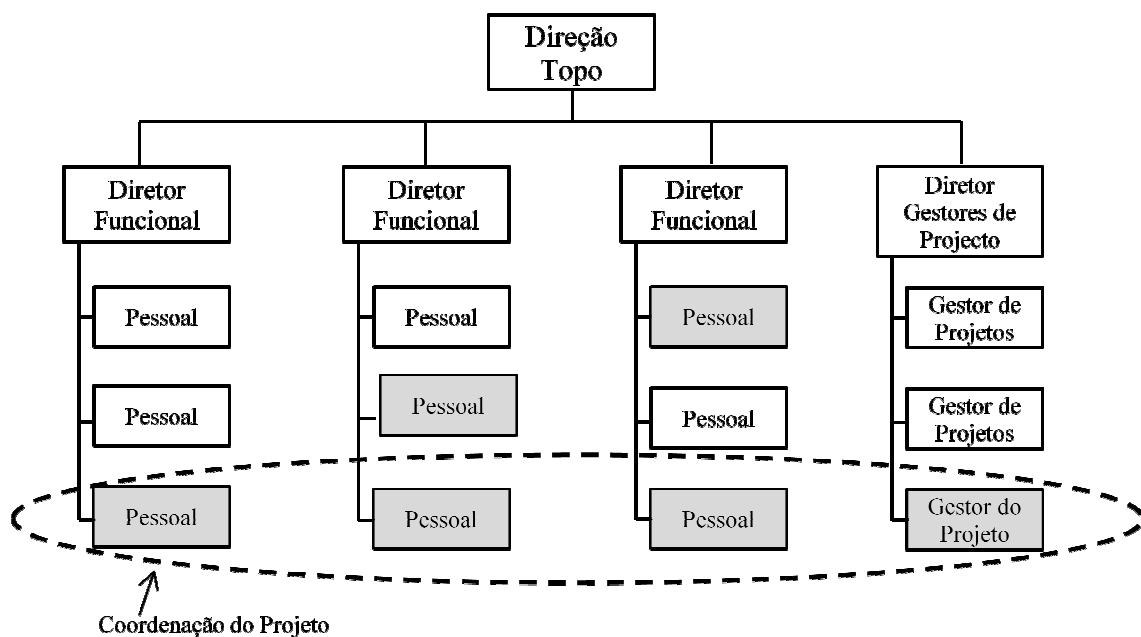 Direção
Topo
Diretor
Funcional
Diretor
Funcional
Diretor
Funcional
Diretor
Gestores de
Projecto
Pessoal
Pessoal
Pessoal
Gestor de
Projetos
Pessoal
Pessoal
Pessoal
Gestor de
Projetos
Pessoal
Pessoal
Pessoal
Gestor do
Projeto
Coordenação do Projeto